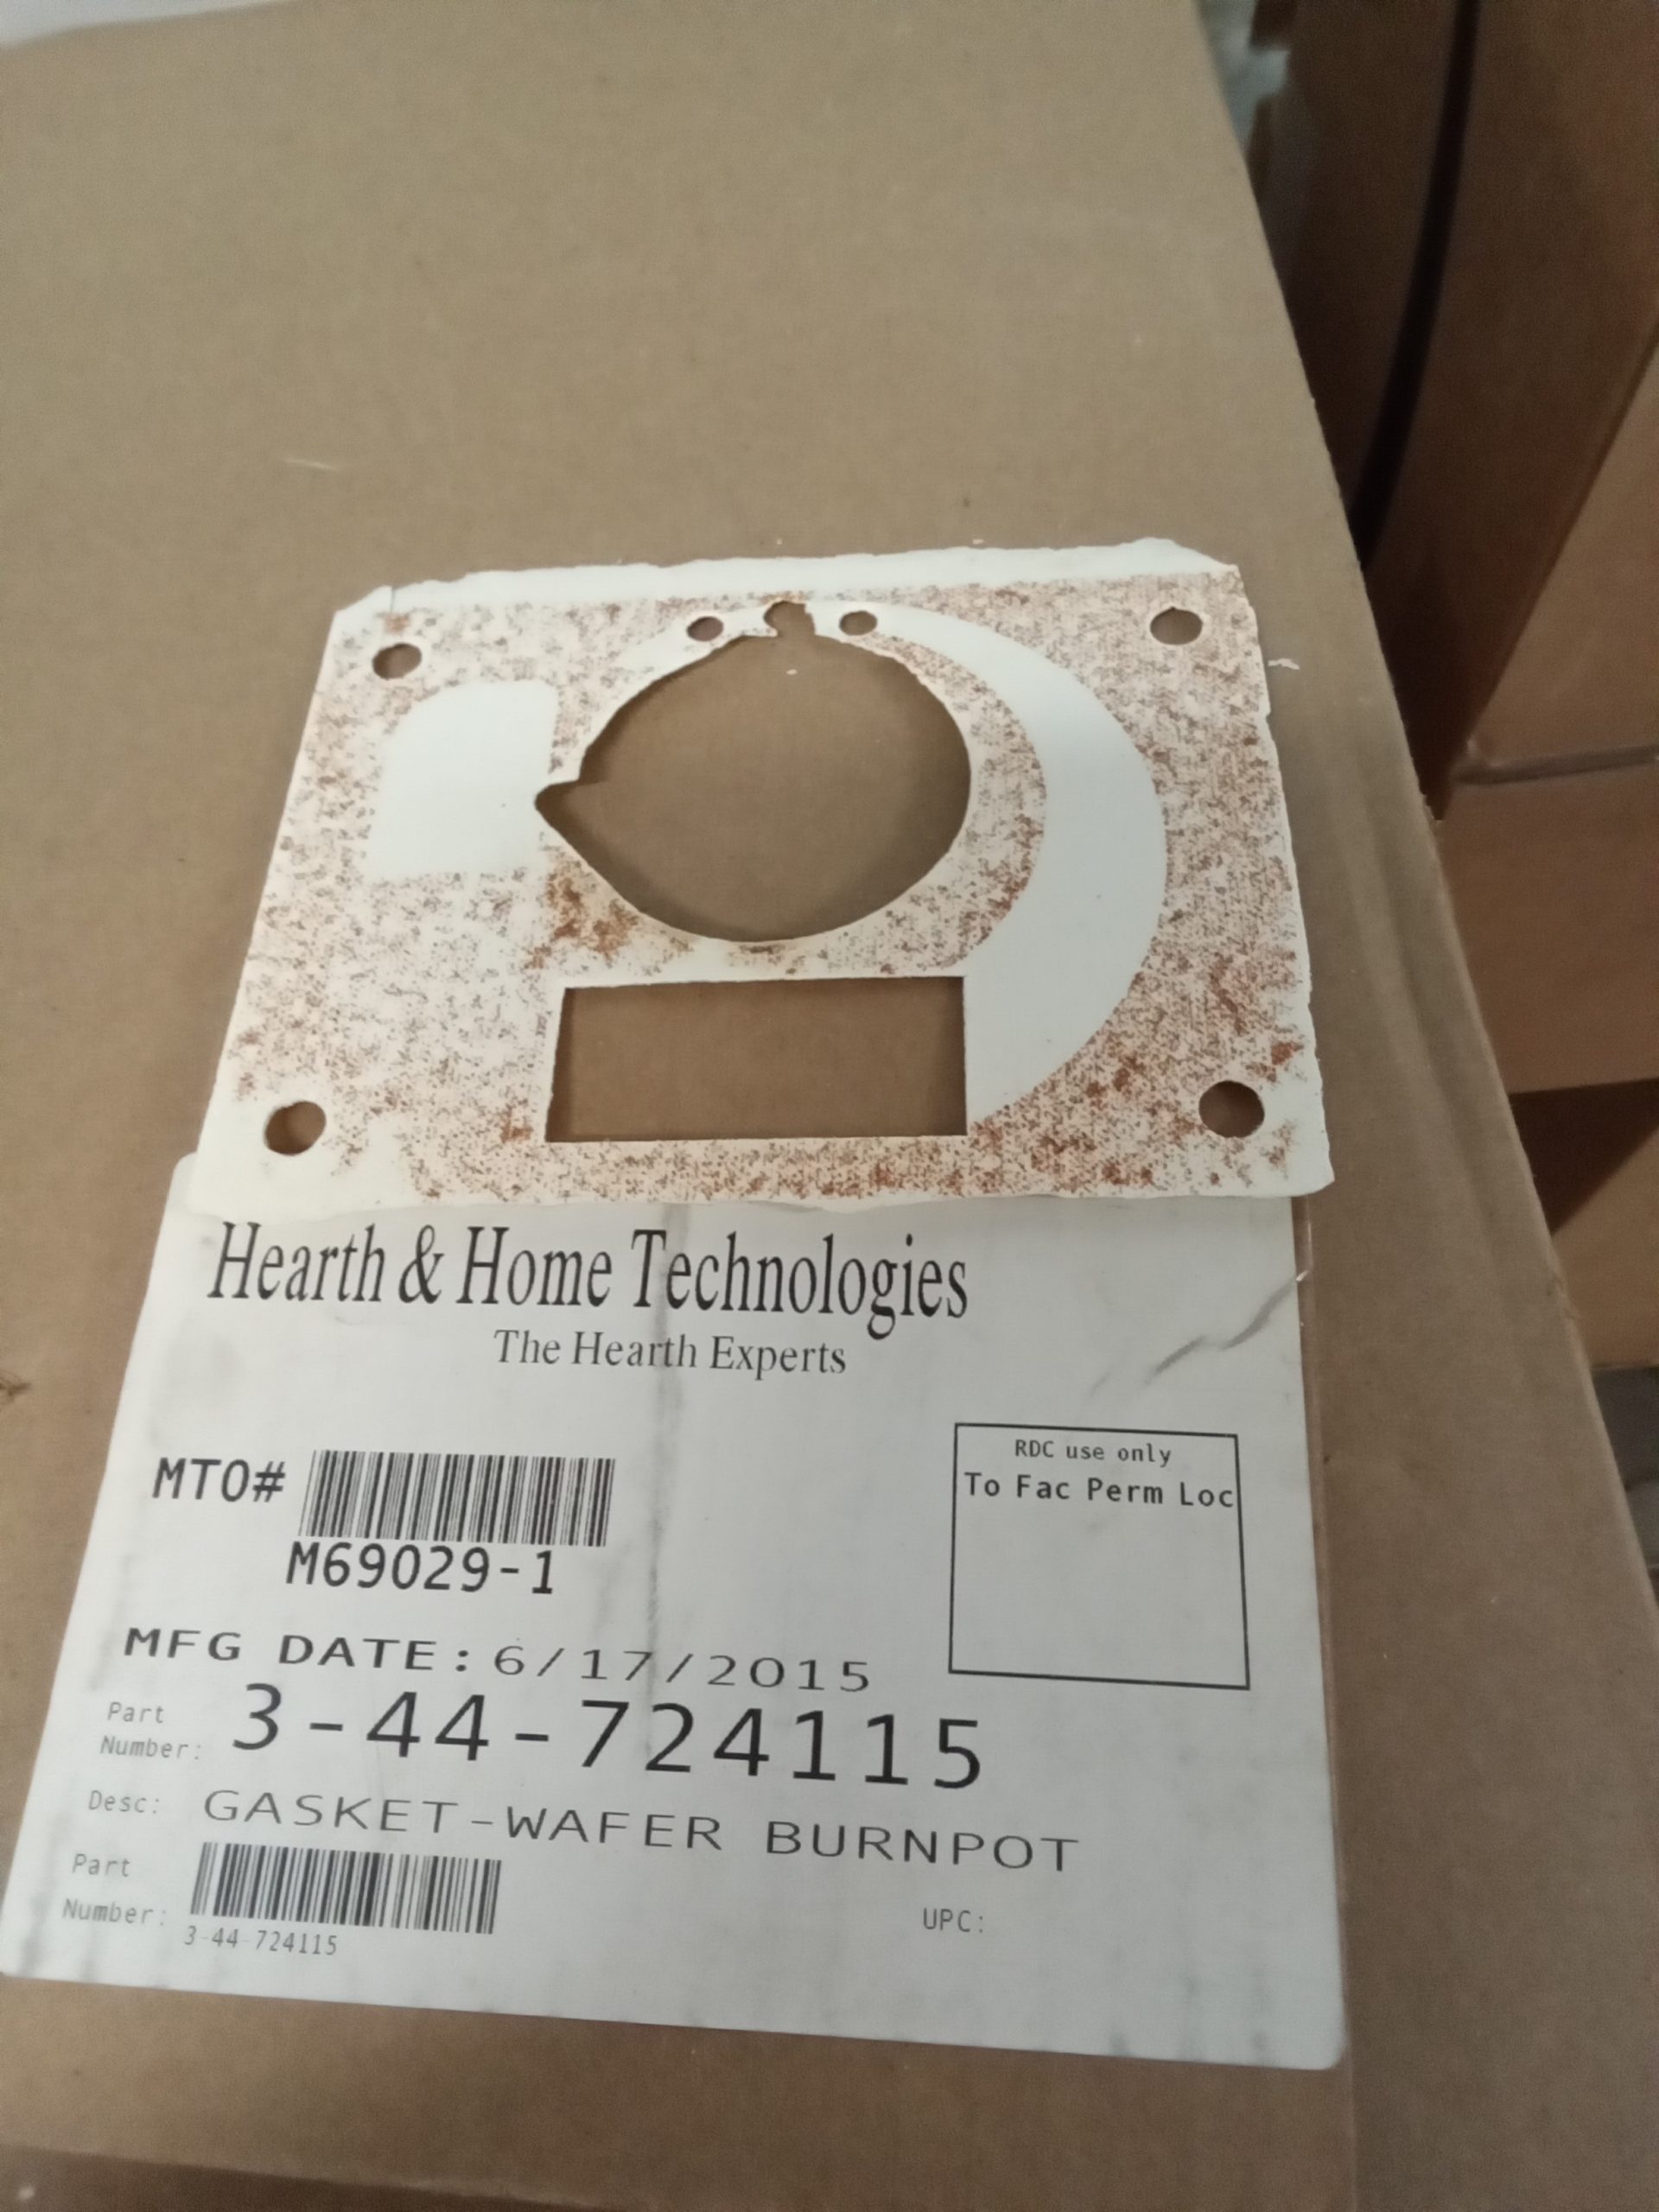 Hearth & Home Technologies
The Hearth Experts
MTO#
M69029-1
RDC use only
To Fac Perm Loc
MFG DATE: 6/17/2015
Part Number: 3-44-724115
Desc: GASKET-WAFER BURNPOT
Part Number:
3-44-724115
UPC: